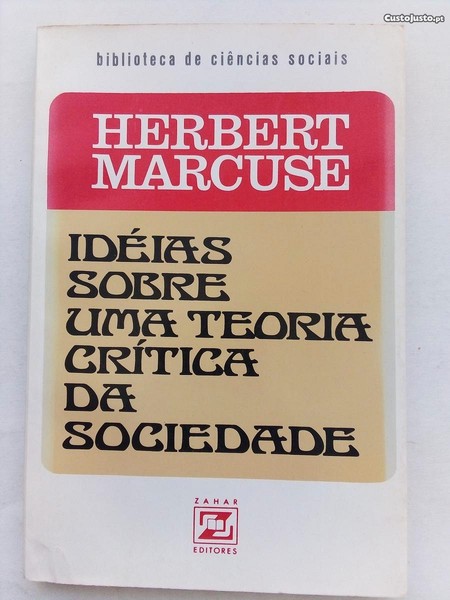 CustoJusto.pt
biblioteca de ciências sociais
HERBERT
MARCUSE
IDÉIAS
SOBRE
UMA TEORIA
CRÍTICA
DA
SOCIEDADE
ZAHAR
EDITORES